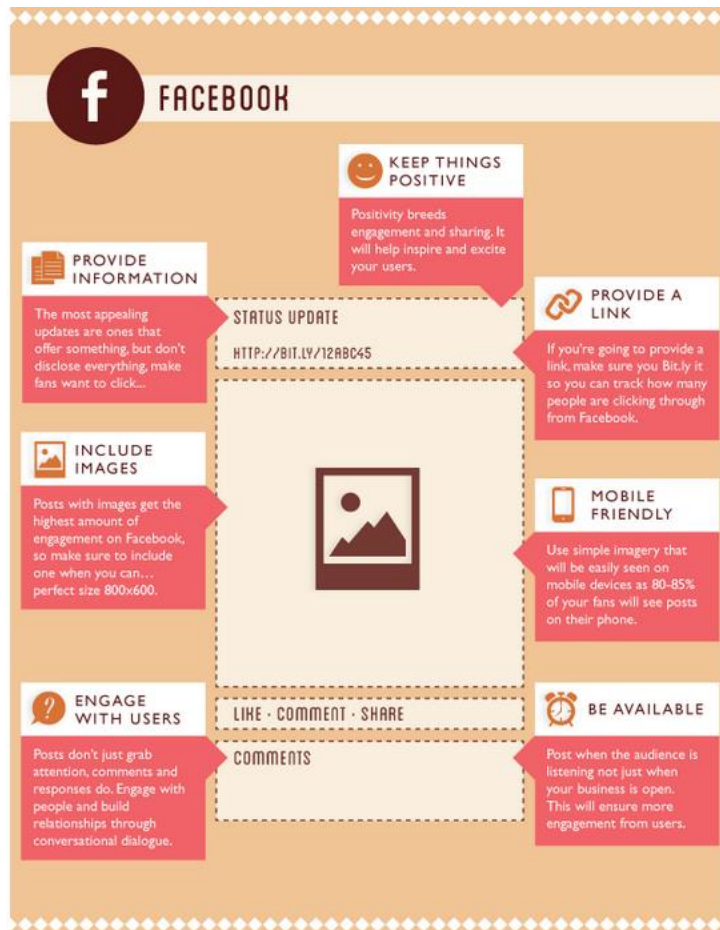 f
FACEBOOK
KEEP THINGS
POSITIVE
Positivity breeds
engagement and sharing. It
will help inspire and excite
your users.
PROVIDE
INFORMATION
The most appealing
updates are ones that
offer something, but don't
disclose everything, make
fans want to click...
STATUS UPDATE
HTTP://BIT.LY/12ABC45
PROVIDE A
LINK
If you're going to provide a
link, make sure you Bit.ly it
so you can track how many
people are clicking through
from Facebook.
INCLUDE
IMAGES
Posts with images get the
highest amount of
engagement on Facebook,
so make sure to include
one when you can...
perfect size 800x600.
MOBILE
FRIENDLY
Use simple imagery that
will be easily seen on
mobile devices as 80-85%
of your fans will see posts
on their phone.
?
ENGAGE
WITH USERS
Posts don't just grab
attention, comments and
responses do. Engage with
people and build
relationships through
conversational dialogue.
LIKE · COMMENT · SHARE
COMMENTS
BE AVAILABLE
Post when the audience is
listening not just when
your business is open.
This will ensure more
engagement from users.